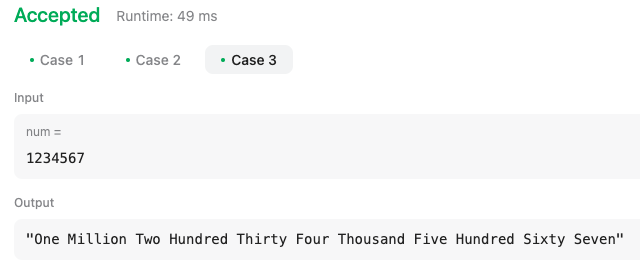 Accepted Runtime: 49 ms
• Case 1 • Case 2 • Case 3
Input
num =
1234567
Output
"One Million Two Hundred Thirty Four Thousand Five Hundred Sixty Seven"